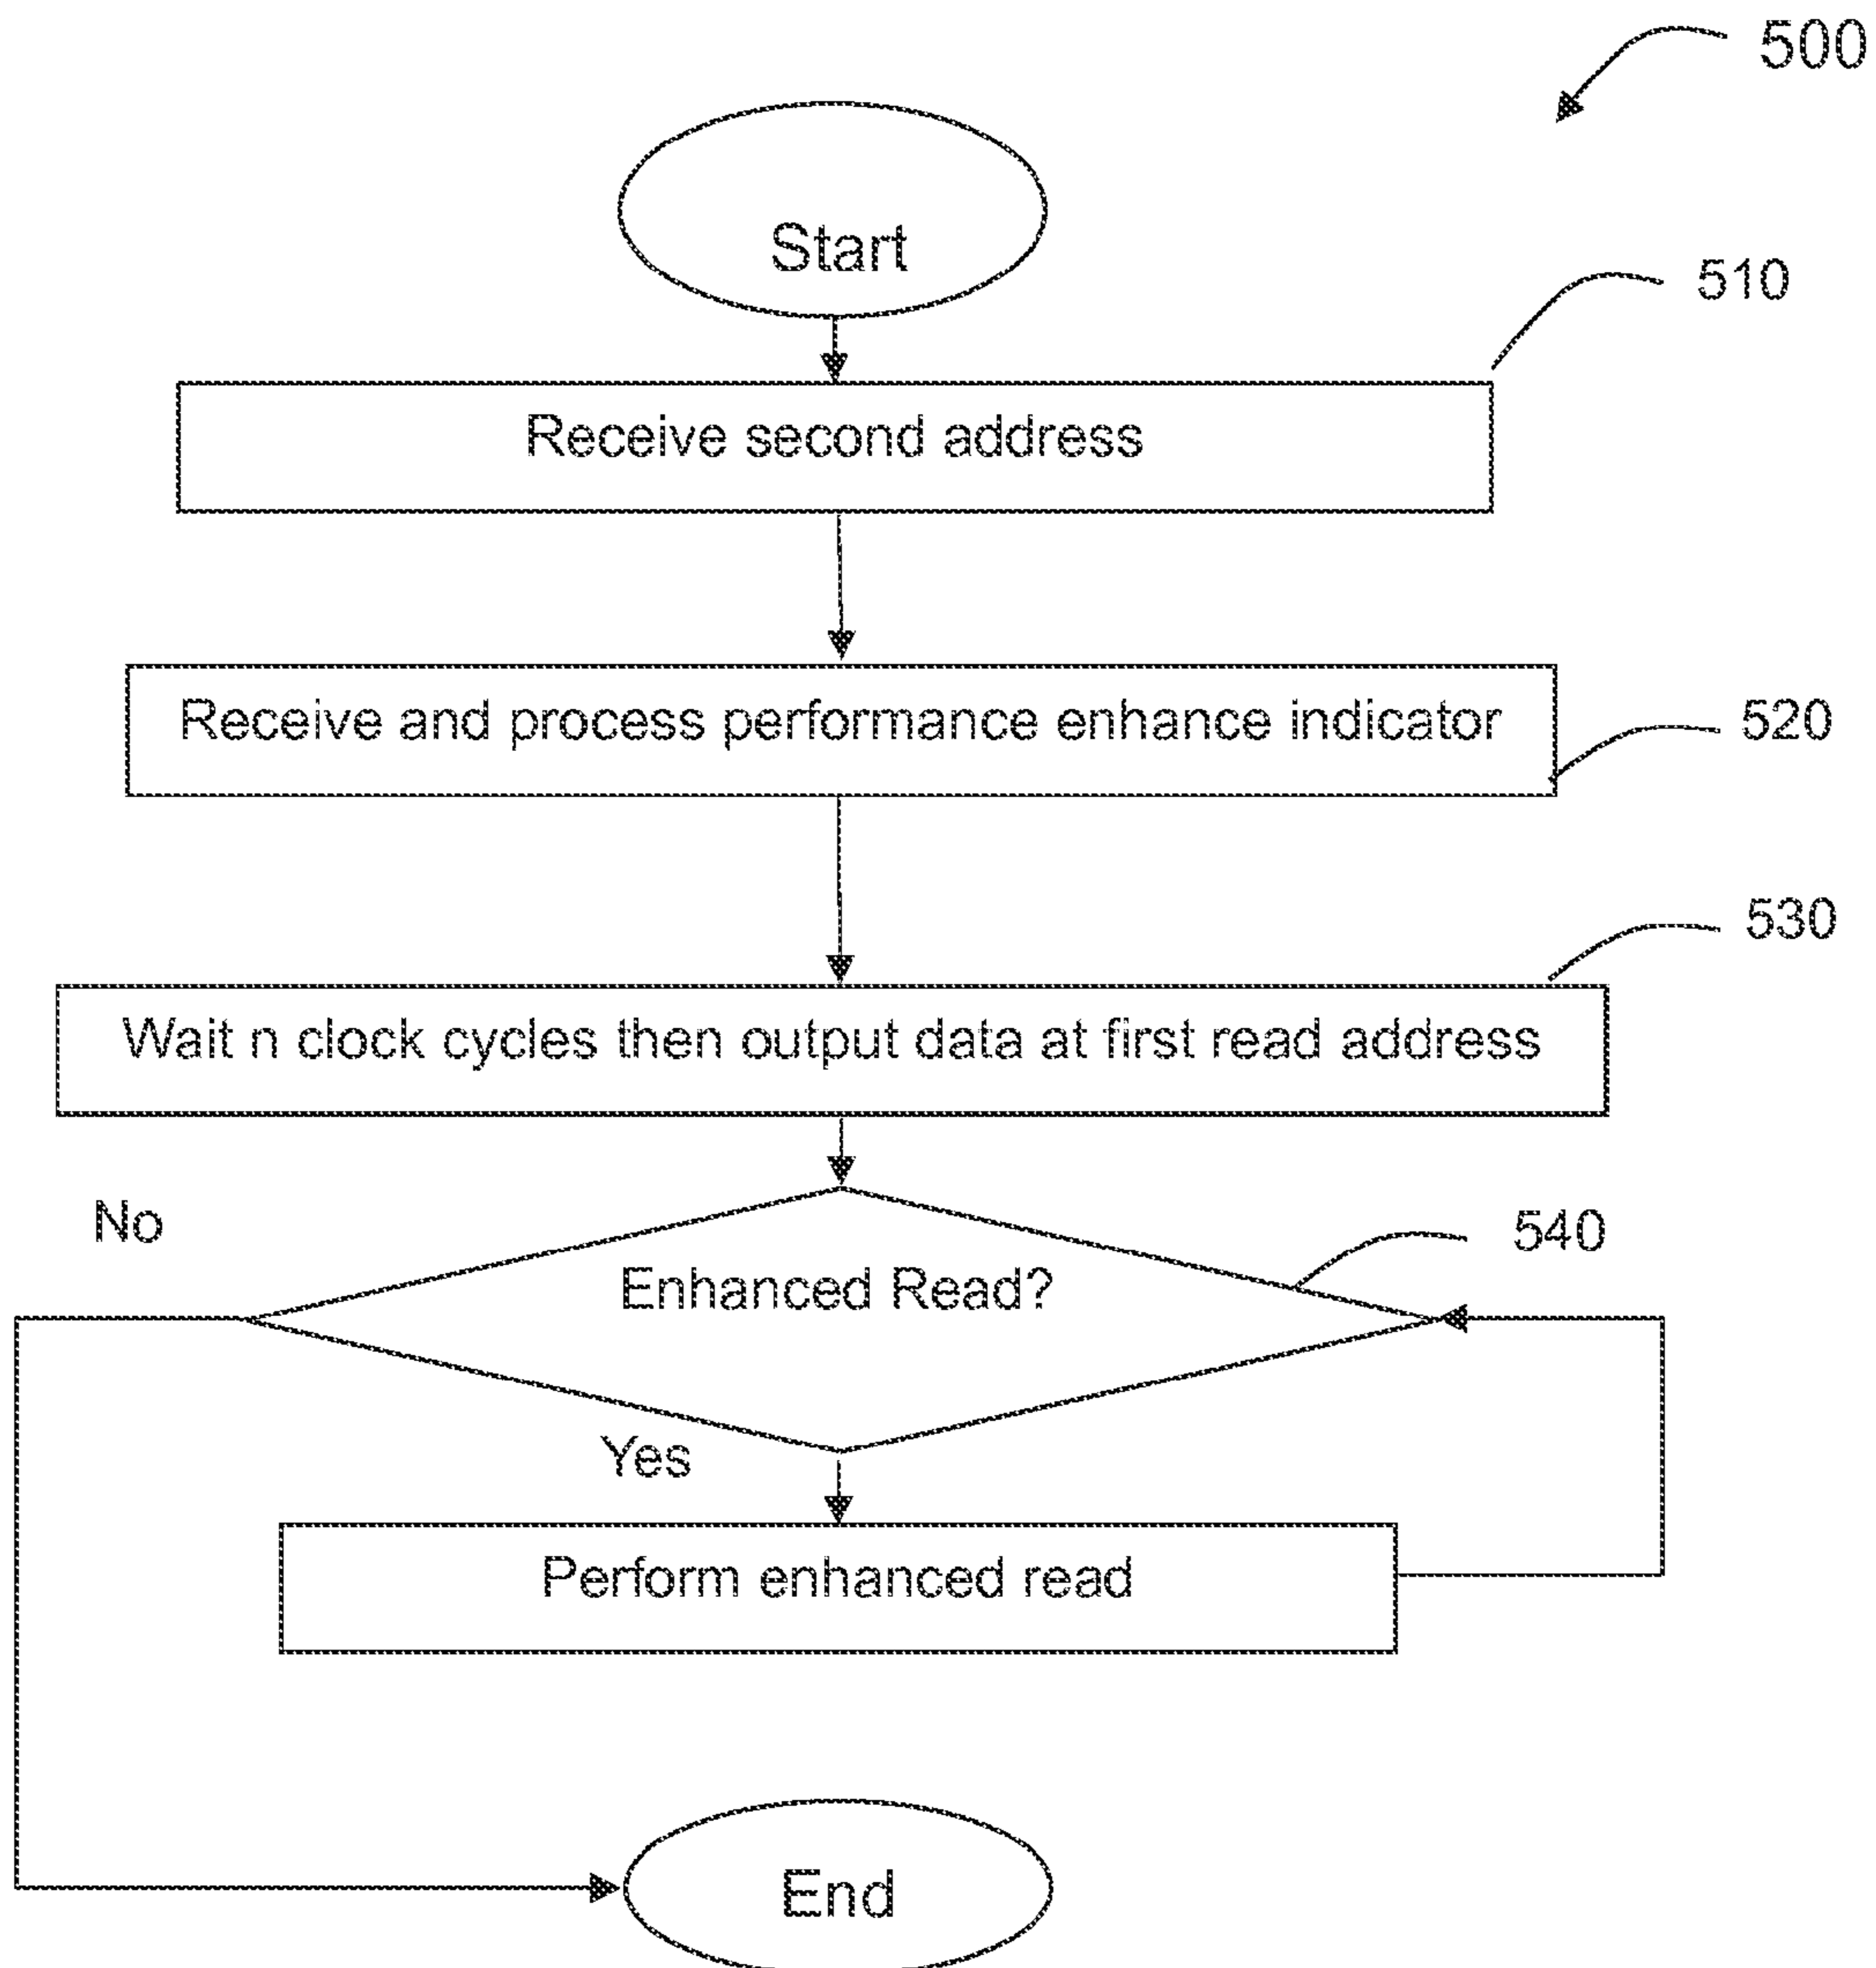 500
Start
510
Receive second address
Receive and process performance enhance indicator
520
530
Wait n clock cycles then output data at first read address
No
540
Enhanced Read?
Yes
Perform enhanced read
End